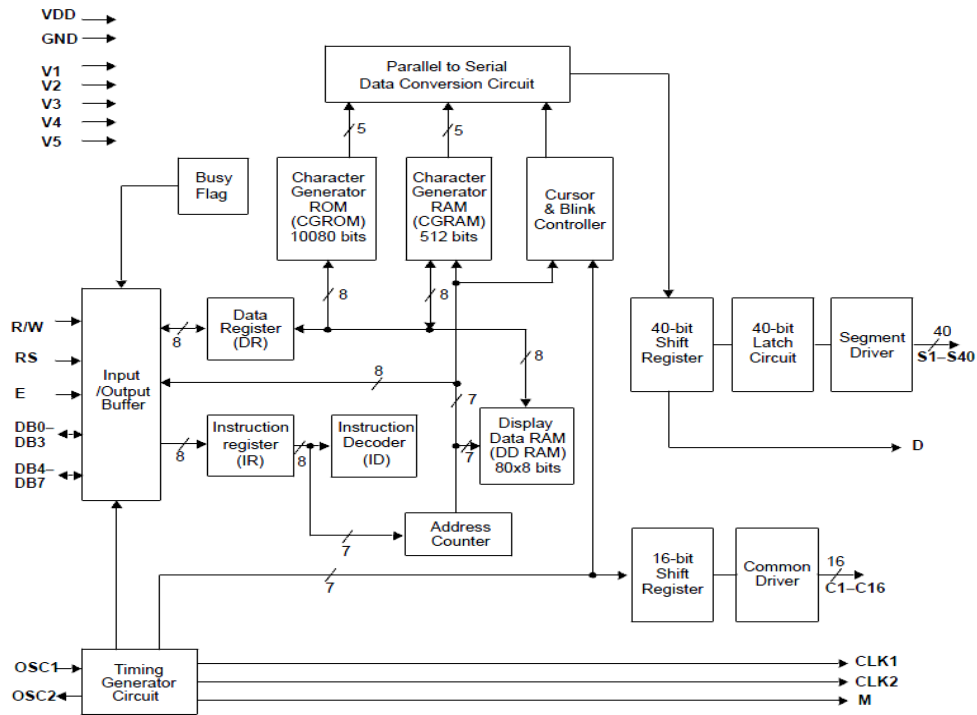 VDD
GND
V1
V2
V3
V4
V5
Parallel to Serial
Data Conversion Circuit
5
5
Busy
Flag
Character
Generator
ROM
(CGROM)
10080 bits
Character
Generator
RAM
(CGRAM)
512 bits
Cursor
& Blink
Controller
8
8
R/W
RS
E
DB0–
DB3
DB4–
DB7
Input
/Output
Buffer
8
Data
Register
(DR)
8
8
7
8
Instruction
register
(IR)
8
Instruction
Decoder
(ID)
7
Display
Data RAM
(DD RAM)
80x8 bits
7
Address
Counter
7
40-bit
Shift
Register
40-bit
Latch
Circuit
Segment
Driver
40
S1–S40
D
16-bit
Shift
Register
Common
Driver
16
C1–C16
OSC1
OSC2
Timing
Generator
Circuit
CLK1
CLK2
M